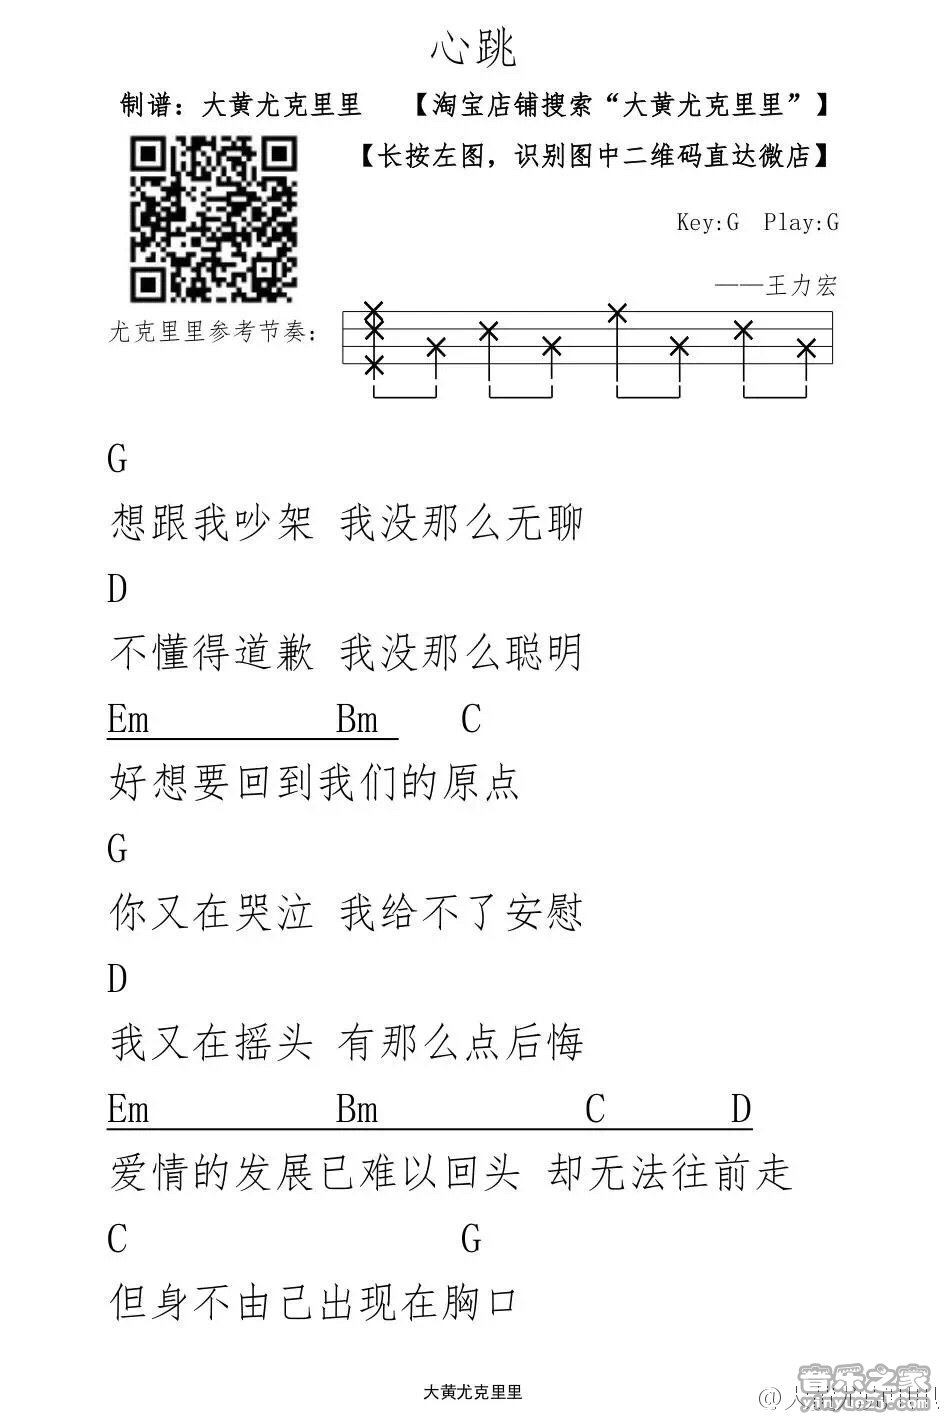 心跳
制谱：大黄尤克里里 【淘宝店铺搜索“大黄尤克里里”】
【长按左图，识别图中二维码直达微店】
Key:G Play:G
——王力宏
尤克里里参考节奏：
G
想跟我吵架 我没那么无聊
D
不懂得道歉 我没那么聪明
Em Bm C
好想要回到我们的原点
G
你又在哭泣 我给不了安慰
D
我又在摇头 有那么点后悔
Em Bm C D
爱情的发展已难以回头 却无法往前走
C G
但身不由己出现在胸口
大黄尤克里里
音乐之家
yinyuezj.com